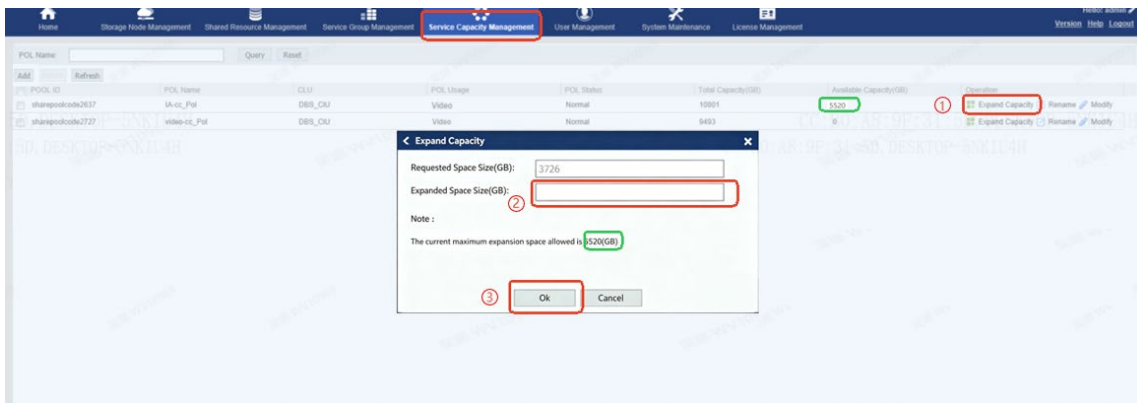 Hello: admin
Home Storage Node Management Shared Resource Management Service Group Management Service Capacity Management User Management System Maintenance License Management Version Help Logout
POL Name: Query Reset
Add Refresh
POOL ID POL Name CLU POL Usage POL Status Total Capacity(GB) Available Capacity(GB) Operation
sharepoolcode2637 IA-cc_Pol DBS_CIU Video Normal 10801 5520 ① Expand Capacity Rename Modify
sharepoolcode2727 video-cc_Pol DBS_CIU Video Normal 9493 0 Expand Capacity Rename Modify
Expand Capacity
Requested Space Size(GB): 3726
Expanded Space Size(GB):
②
Note :
The current maximum expansion space allowed is 5520(GB)
③ Ok Cancel